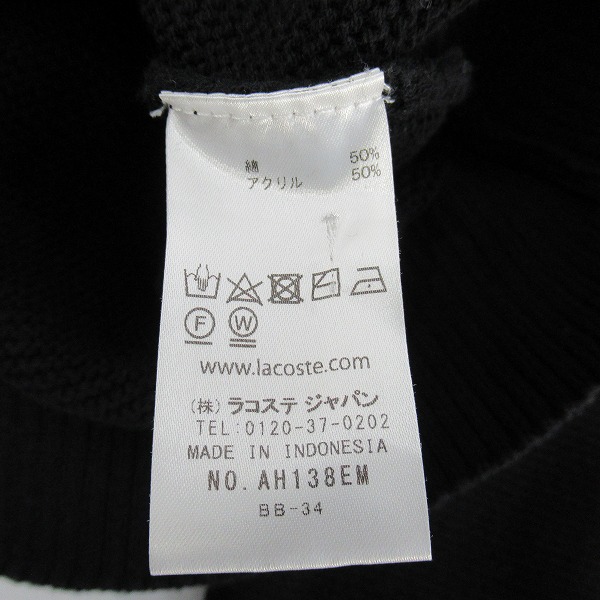 綿 50%
アクリル 50%
F W
www.lacoste.com
(株) ラコステ ジャパン
TEL:0120-37-0202
MADE IN INDONESIA
NO. AH138EM
BB-34